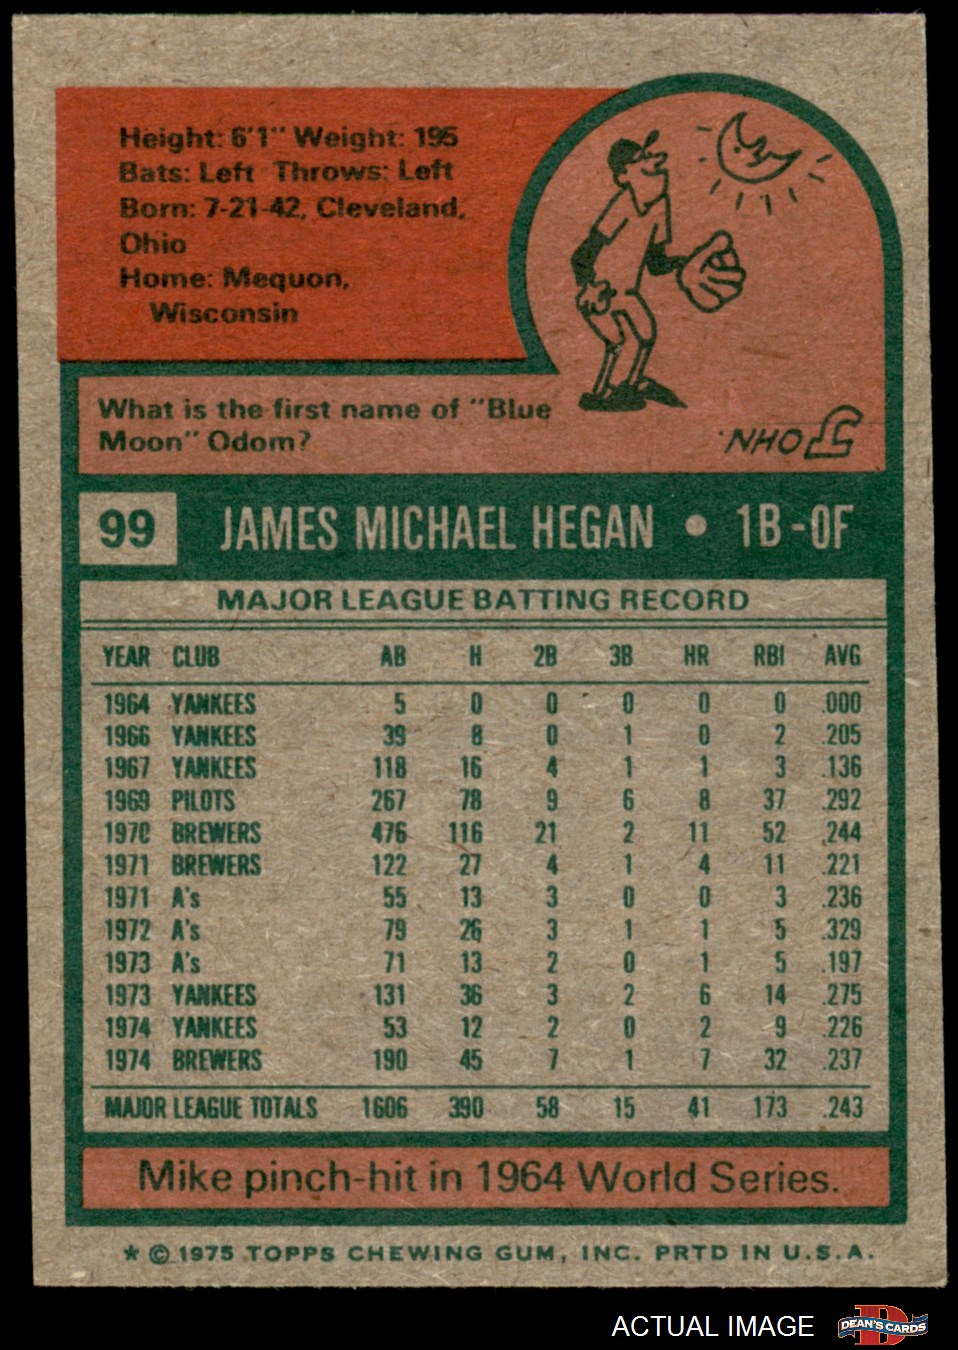 Height: 6'1" Weight: 195
Bats: Left Throws: Left
Born: 7-21-42, Cleveland,
Ohio
Home: Mequon,
Wisconsin
What is the first name of "Blue
Moon" Odom?
JOHN.
99 JAMES MICHAEL HEGAN • 1B-OF
MAJOR LEAGUE BATTING RECORD
YEAR CLUB AB H 2B 3B HR RBI AVG
1964 YANKEES 5 0 0 0 0 0 .000
1966 YANKEES 39 8 0 1 0 2 .205
1967 YANKEES 118 16 4 1 1 3 .136
1969 PILOTS 267 78 9 6 8 37 .292
1970 BREWERS 476 116 21 2 11 52 .244
1971 BREWERS 122 27 4 1 4 11 .221
1971 A's 55 13 3 0 0 3 .236
1972 A's 79 26 3 1 1 5 .329
1973 A's 71 13 2 0 1 5 .197
1973 YANKEES 131 36 3 2 6 14 .275
1974 YANKEES 53 12 2 0 2 9 .226
1974 BREWERS 190 45 7 1 7 32 .237
MAJOR LEAGUE TOTALS 1606 390 58 15 41 173 .243
Mike pinch-hit in 1964 World Series.
* © 1975 TOPPS CHEWING GUM, INC. PRTD IN U.S.A.
ACTUAL IMAGE
D
DEAN'S CARDS